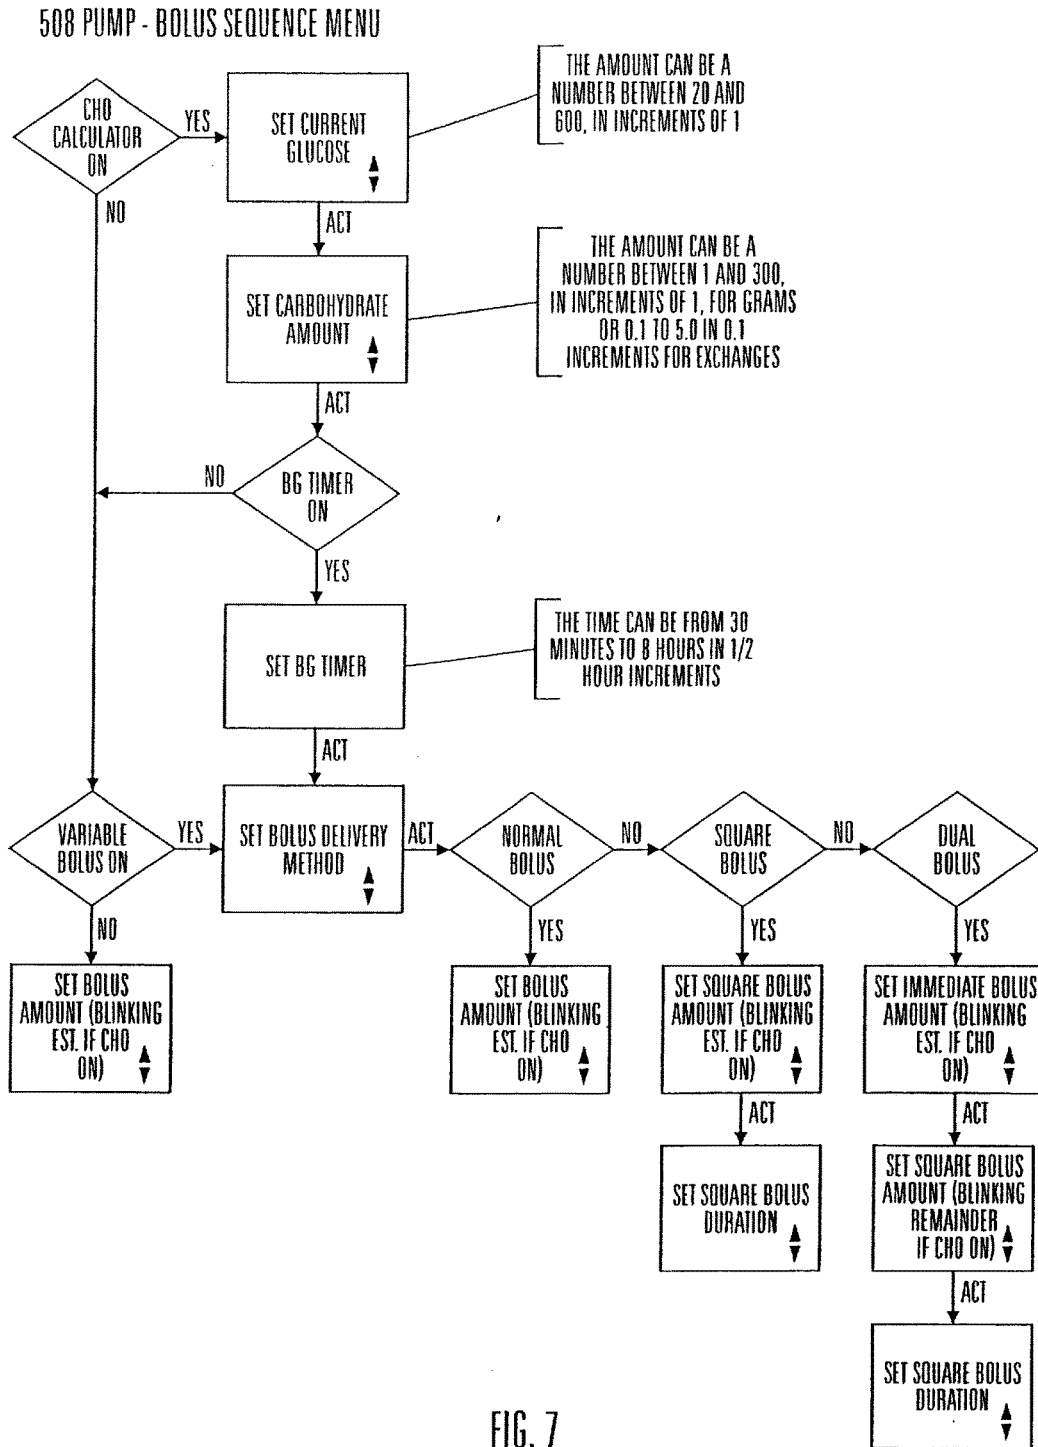 508 PUMP - BOLUS SEQUENCE MENU
CHO
CALCULATOR
ON
YES
NO
SET CURRENT
GLUCOSE
THE AMOUNT CAN BE A
NUMBER BETWEEN 20 AND
600, IN INCREMENTS OF 1
ACT
SET CARBOHYDRATE
AMOUNT
THE AMOUNT CAN BE A
NUMBER BETWEEN 1 AND 300,
IN INCREMENTS OF 1, FOR GRAMS
OR 0.1 TO 5.0 IN 0.1
INCREMENTS FOR EXCHANGES
ACT
BG TIMER
ON
NO
YES
SET BG TIMER
THE TIME CAN BE FROM 30
MINUTES TO 8 HOURS IN 1/2
HOUR INCREMENTS
ACT
VARIABLE
BOLUS ON
YES
NO
SET BOLUS DELIVERY
METHOD
ACT
NORMAL
BOLUS
NO
SQUARE
BOLUS
NO
DUAL
BOLUS
YES
YES
YES
SET BOLUS
AMOUNT (BLINKING
EST. IF CHO
ON)
SET BOLUS
AMOUNT (BLINKING
EST. IF CHO
ON)
SET SQUARE BOLUS
AMOUNT (BLINKING
EST. IF CHO
ON)
SET IMMEDIATE BOLUS
AMOUNT (BLINKING
EST. IF CHO
ON)
ACT
ACT
SET SQUARE BOLUS
DURATION
SET SQUARE BOLUS
AMOUNT (BLINKING
REMAINDER
IF CHO ON)
ACT
SET SQUARE BOLUS
DURATION
FIG. 7